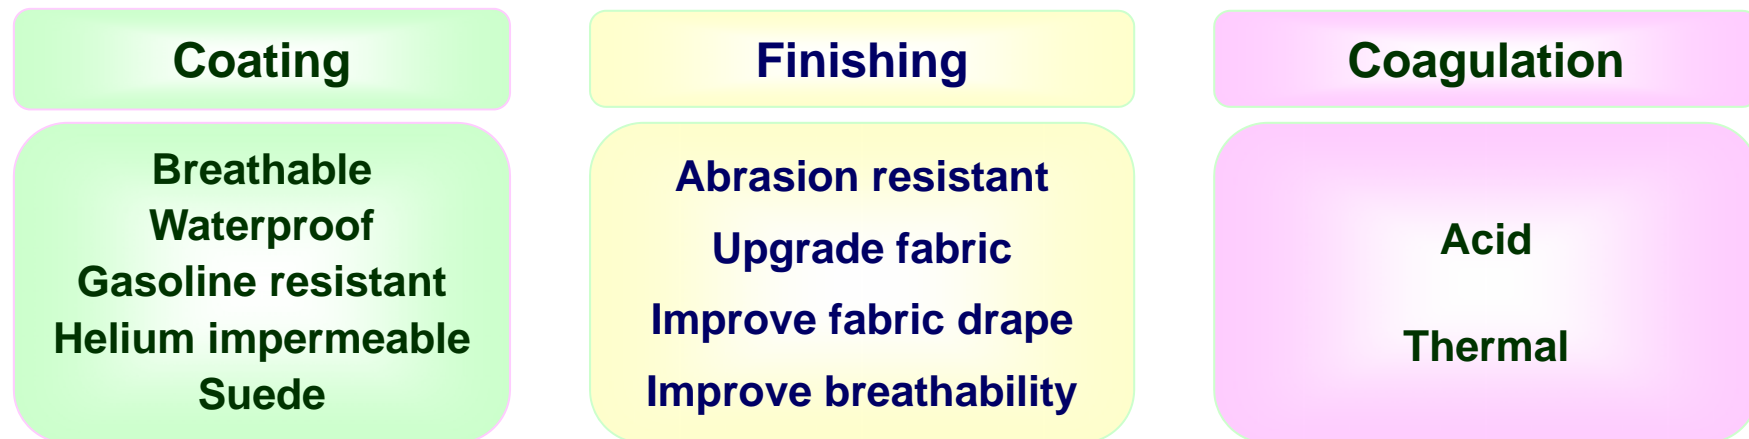 Coating
Breathable
Waterproof
Gasoline resistant
Helium impermeable
Suede
Finishing
Abrasion resistant
Upgrade fabric
Improve fabric drape
Improve breathability
Coagulation
Acid
Thermal